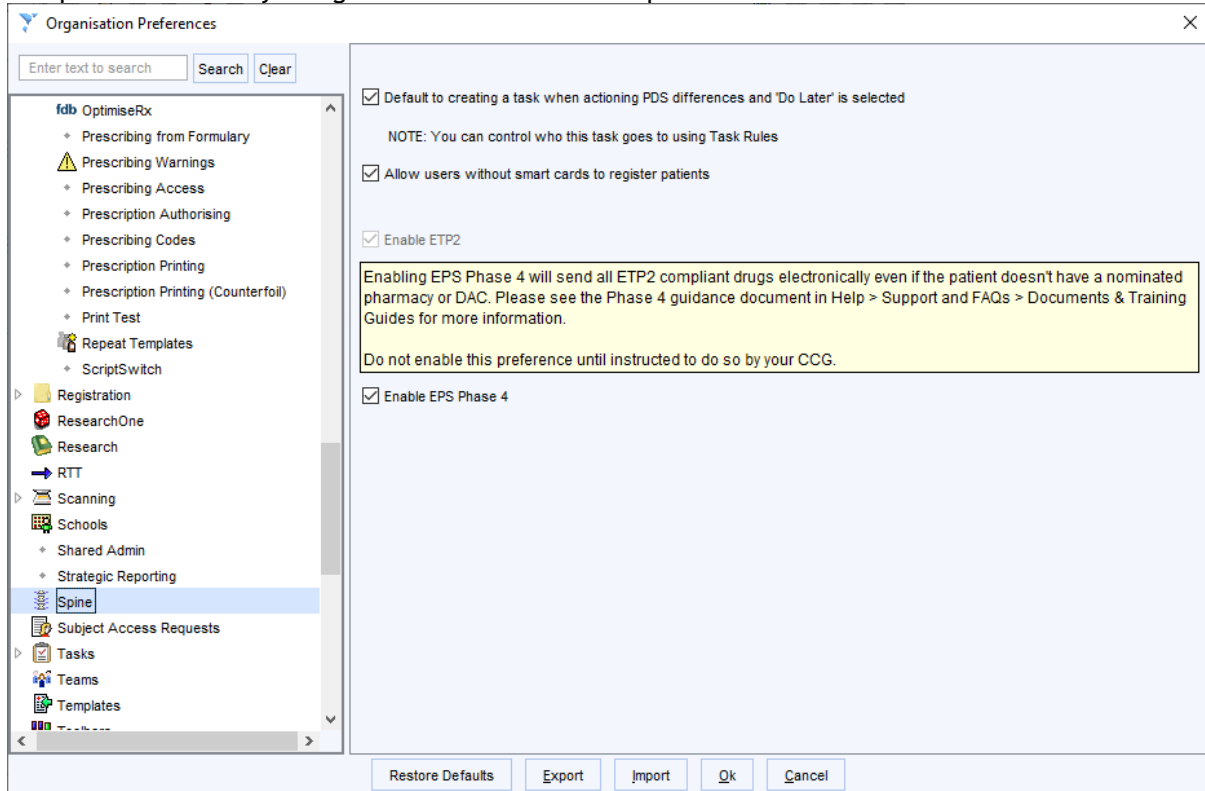 Organisation Preferences
Enter text to search
Search
Clear
fdb OptimiseRx
Prescribing from Formulary
Prescribing Warnings
Prescribing Access
Prescription Authorising
Prescribing Codes
Prescription Printing
Prescription Printing (Counterfoil)
Print Test
Repeat Templates
ScriptSwitch
Registration
ResearchOne
Research
RTT
Scanning
Schools
Shared Admin
Strategic Reporting
Spine
Subject Access Requests
Tasks
Teams
Templates
Default to creating a task when actioning PDS differences and 'Do Later' is selected
NOTE: You can control who this task goes to using Task Rules
Allow users without smart cards to register patients
Enable ETP2
Enabling EPS Phase 4 will send all ETP2 compliant drugs electronically even if the patient doesn't have a nominated
pharmacy or DAC. Please see the Phase 4 guidance document in Help > Support and FAQs > Documents & Training
Guides for more information.
Do not enable this preference until instructed to do so by your CCG.
Enable EPS Phase 4
Restore Defaults
Export
Import
Ok
Cancel